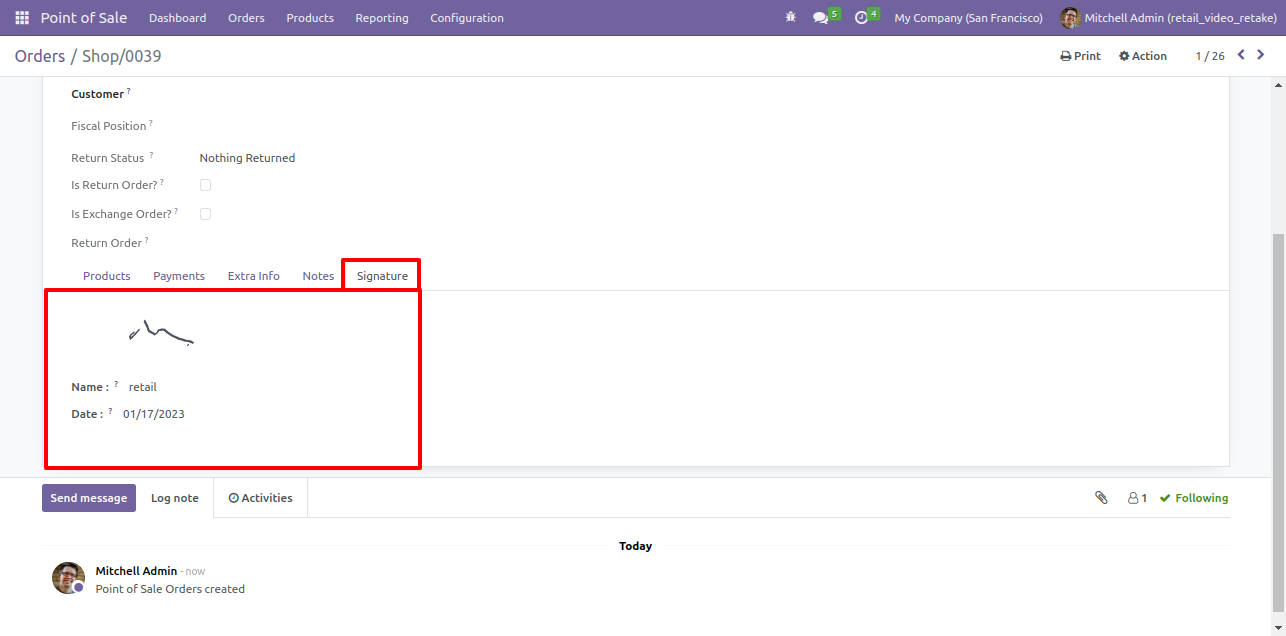 Point of Sale Dashboard Orders Products Reporting Configuration 5 4 My Company (San Francisco) Mitchell Admin (retail_video_retake)
Orders / Shop/0039 Print Action 1 / 26
Customer ?
Fiscal Position ?
Return Status ? Nothing Returned
Is Return Order? ?
Is Exchange Order? ?
Return Order ?
Products Payments Extra Info Notes Signature
Name : ? retail
Date : ? 01/17/2023
Send message Log note Activities 1 Following
Today
Mitchell Admin - now
Point of Sale Orders created